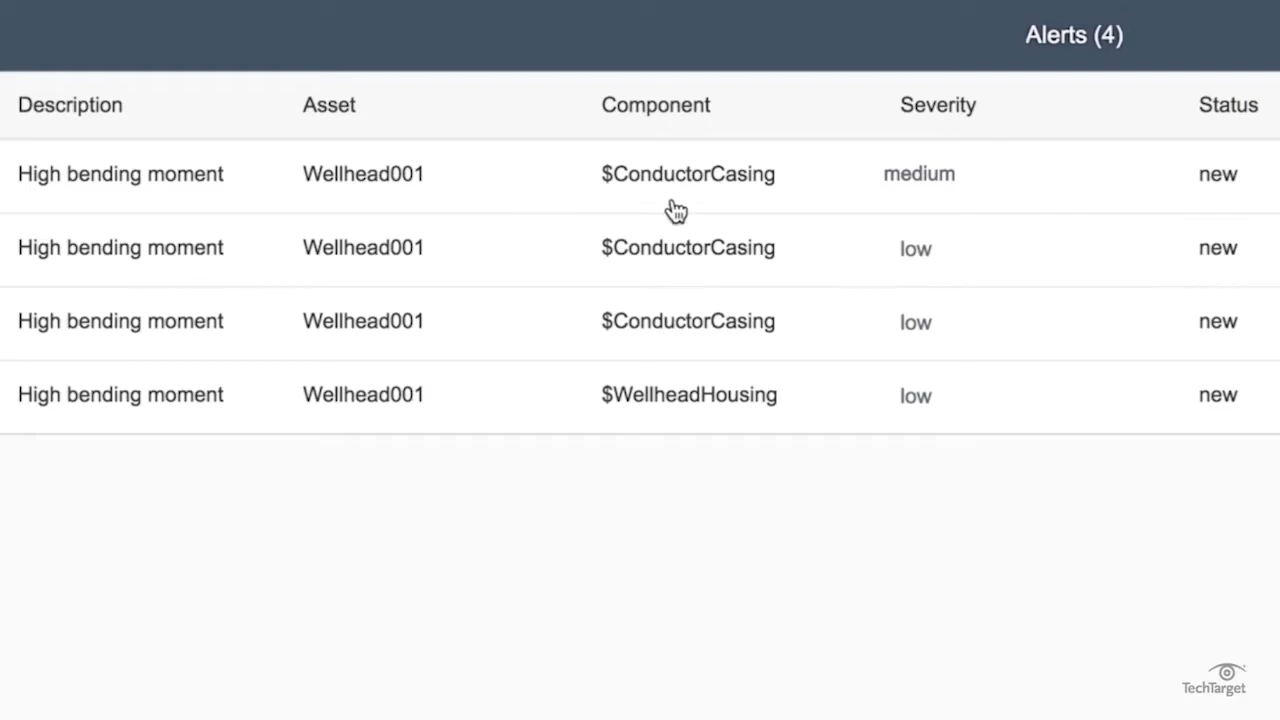 Alerts (4)
Description Asset Component Severity Status
High bending moment Wellhead001 $ConductorCasing medium new
High bending moment Wellhead001 $ConductorCasing low new
High bending moment Wellhead001 $ConductorCasing low new
High bending moment Wellhead001 $WellheadHousing low new
TechTarget